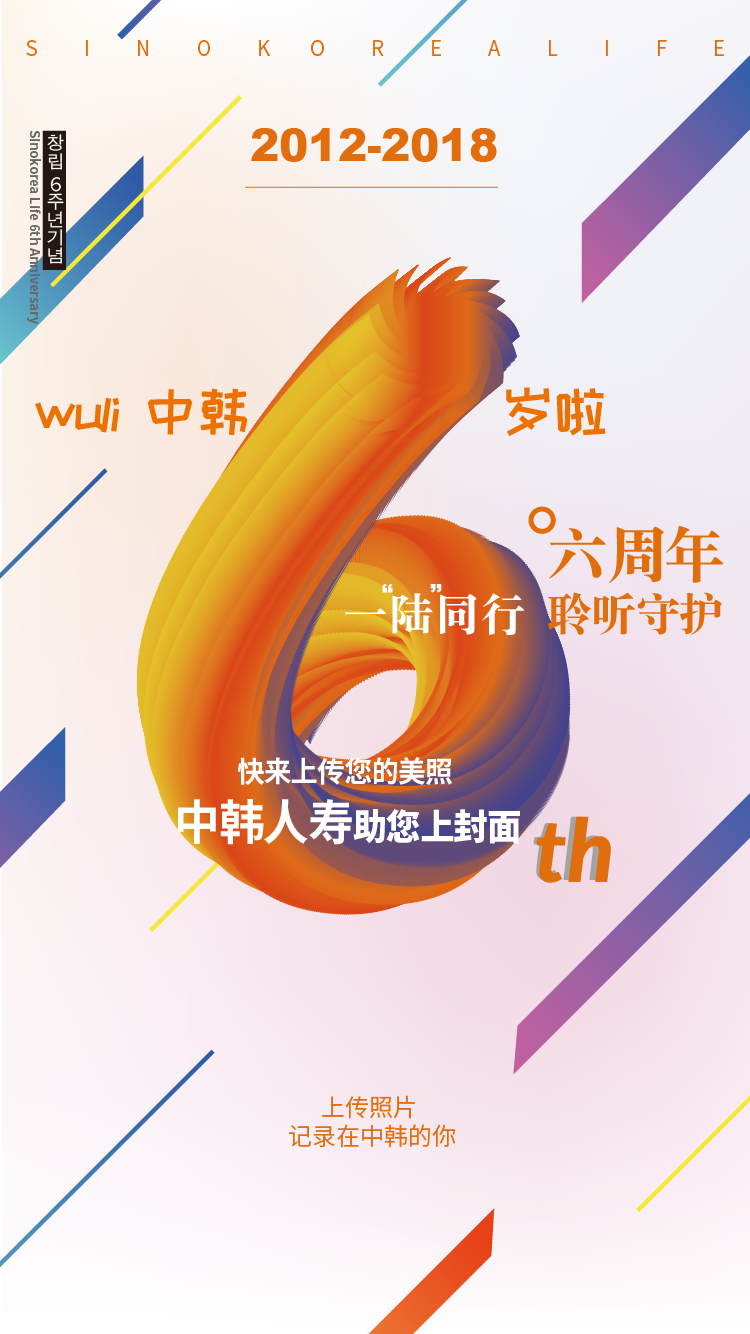 SINOKOREALIFE
2012-2018
창립 6주년기념
Sinokorea Life 6th Anniversary
wuli 中韩 6 岁啦
六周年
一“陆”同行 聆听守护
快来上传您的美照
中韩人寿助您上封面
th
上传照片
记录在中韩的你